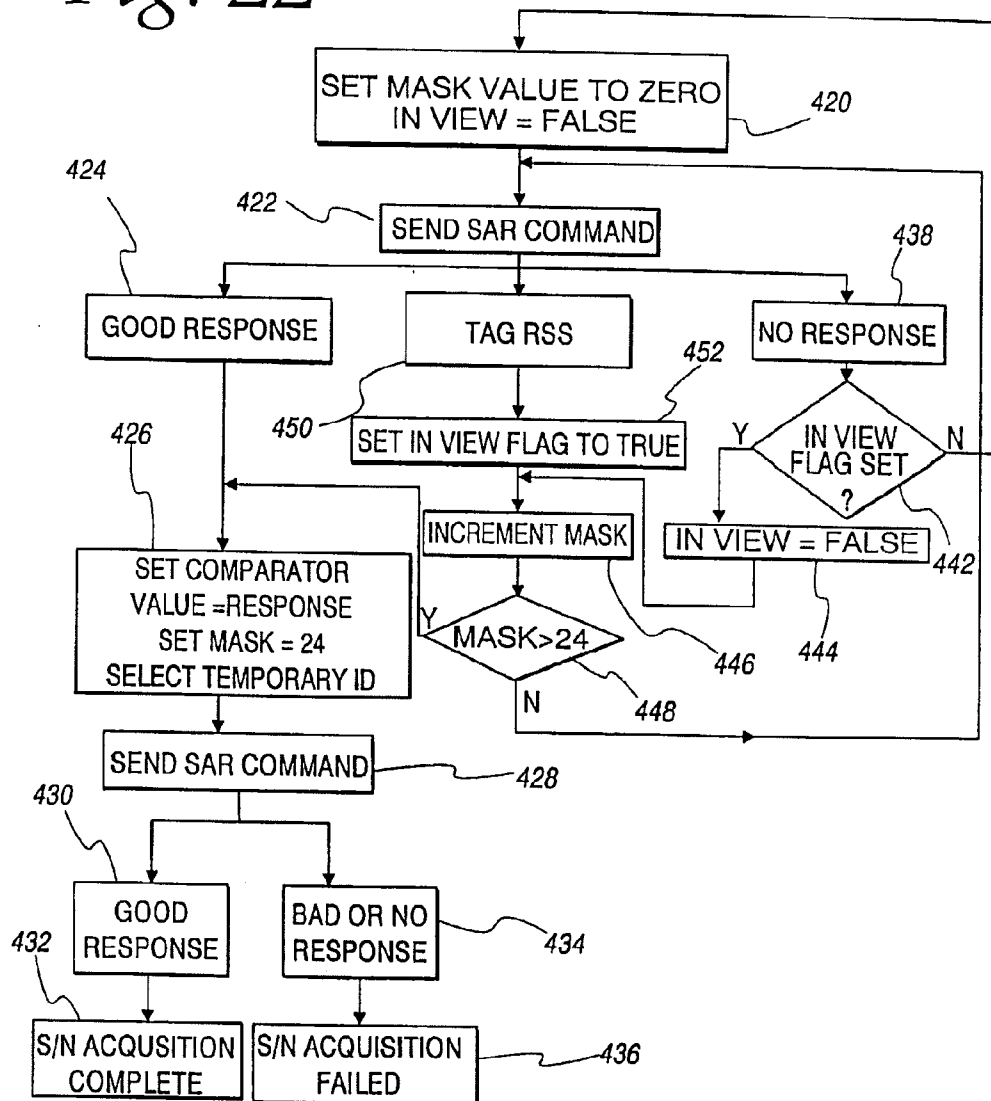 Fig. 22
SET MASK VALUE TO ZERO
IN VIEW = FALSE
420
424
422
SEND SAR COMMAND
438
GOOD RESPONSE
TAG RSS
NO RESPONSE
452
450
426
SET IN VIEW FLAG TO TRUE
Y
IN VIEW
FLAG SET
?
N
INCREMENT MASK
IN VIEW = FALSE
442
SET COMPARATOR
VALUE =RESPONSE
SET MASK = 24
SELECT TEMPORARY ID
Y
MASK>24
446
444
448
N
SEND SAR COMMAND
428
430
GOOD
RESPONSE
BAD OR NO
RESPONSE
434
432
S/N ACQUSITION
COMPLETE
S/N ACQUISITION
FAILED
436